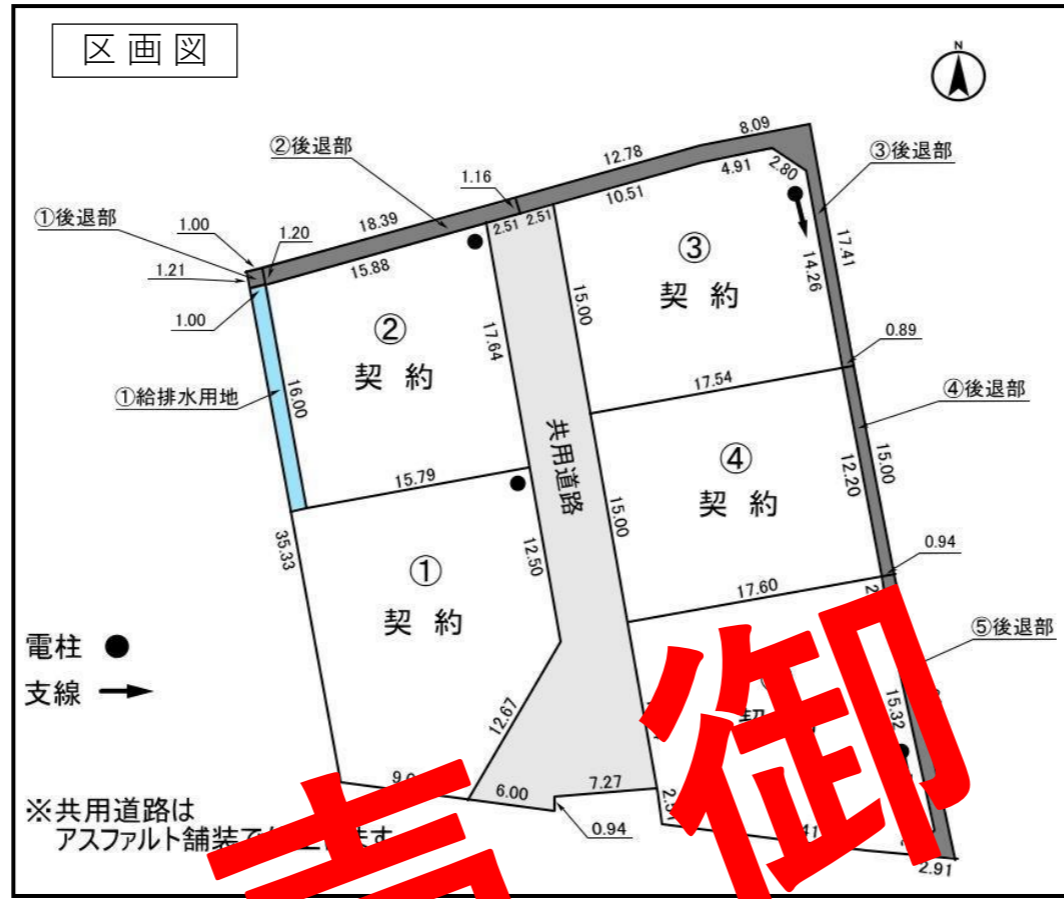 区画図
N
②後退部
8.09
12.78
③後退部
1.16
4.91
2.80
①後退部
18.39
10.51
1.00
1.20
2.51
2.51
17.41
1.21
15.88
③
14.26
契約
15.00
1.00
②
契約
17.64
0.89
①給排水用地
16.00
17.54
④後退部
共用道路
④
契約
15.79
15.00
12.20
15.00
35.33
12.50
0.94
①
契約
17.60
⑤後退部
電柱
支線
12.67
15.32
6.00
7.27
0.94
2.91
※共用道路は
アスファルト舗装で
ます
御